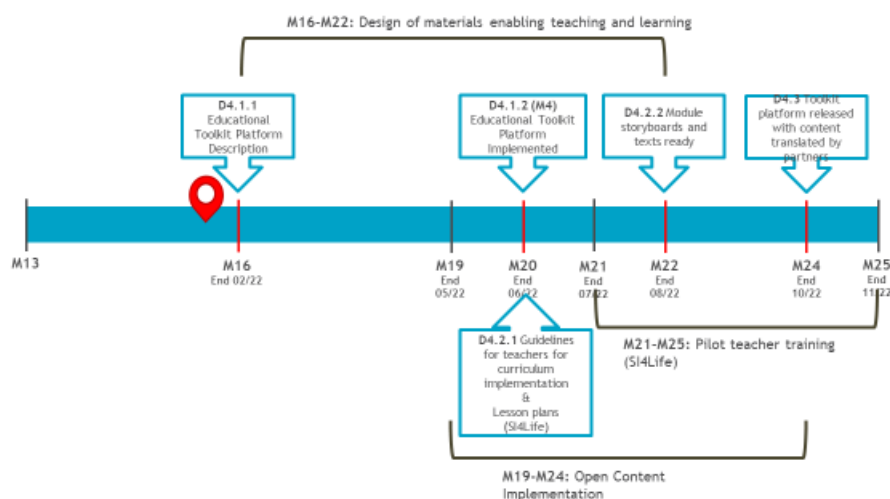 M16-M22: Design of materials enabling teaching and learning
D4.1.1
Educational
Toolkit Platform
Description
D4.1.2 (M4)
Educational Toolkit
Platform
Implemented
D4.2.2 Module
storyboards and
texts ready
D4.3 Toolkit
platform released
with content
translated by
partners
M13
M16
End 02/22
M19
End
05/22
M20
End
06/22
M21
End
07/22
M22
End
08/22
M24
End
10/22
M25
End
11/22
D4.2.1 Guidelines
for teachers for
curriculum
implementation
&
Lesson plans
(SI4Life)
M21-M25: Pilot teacher training
(SI4Life)
M19-M24: Open Content
Implementation